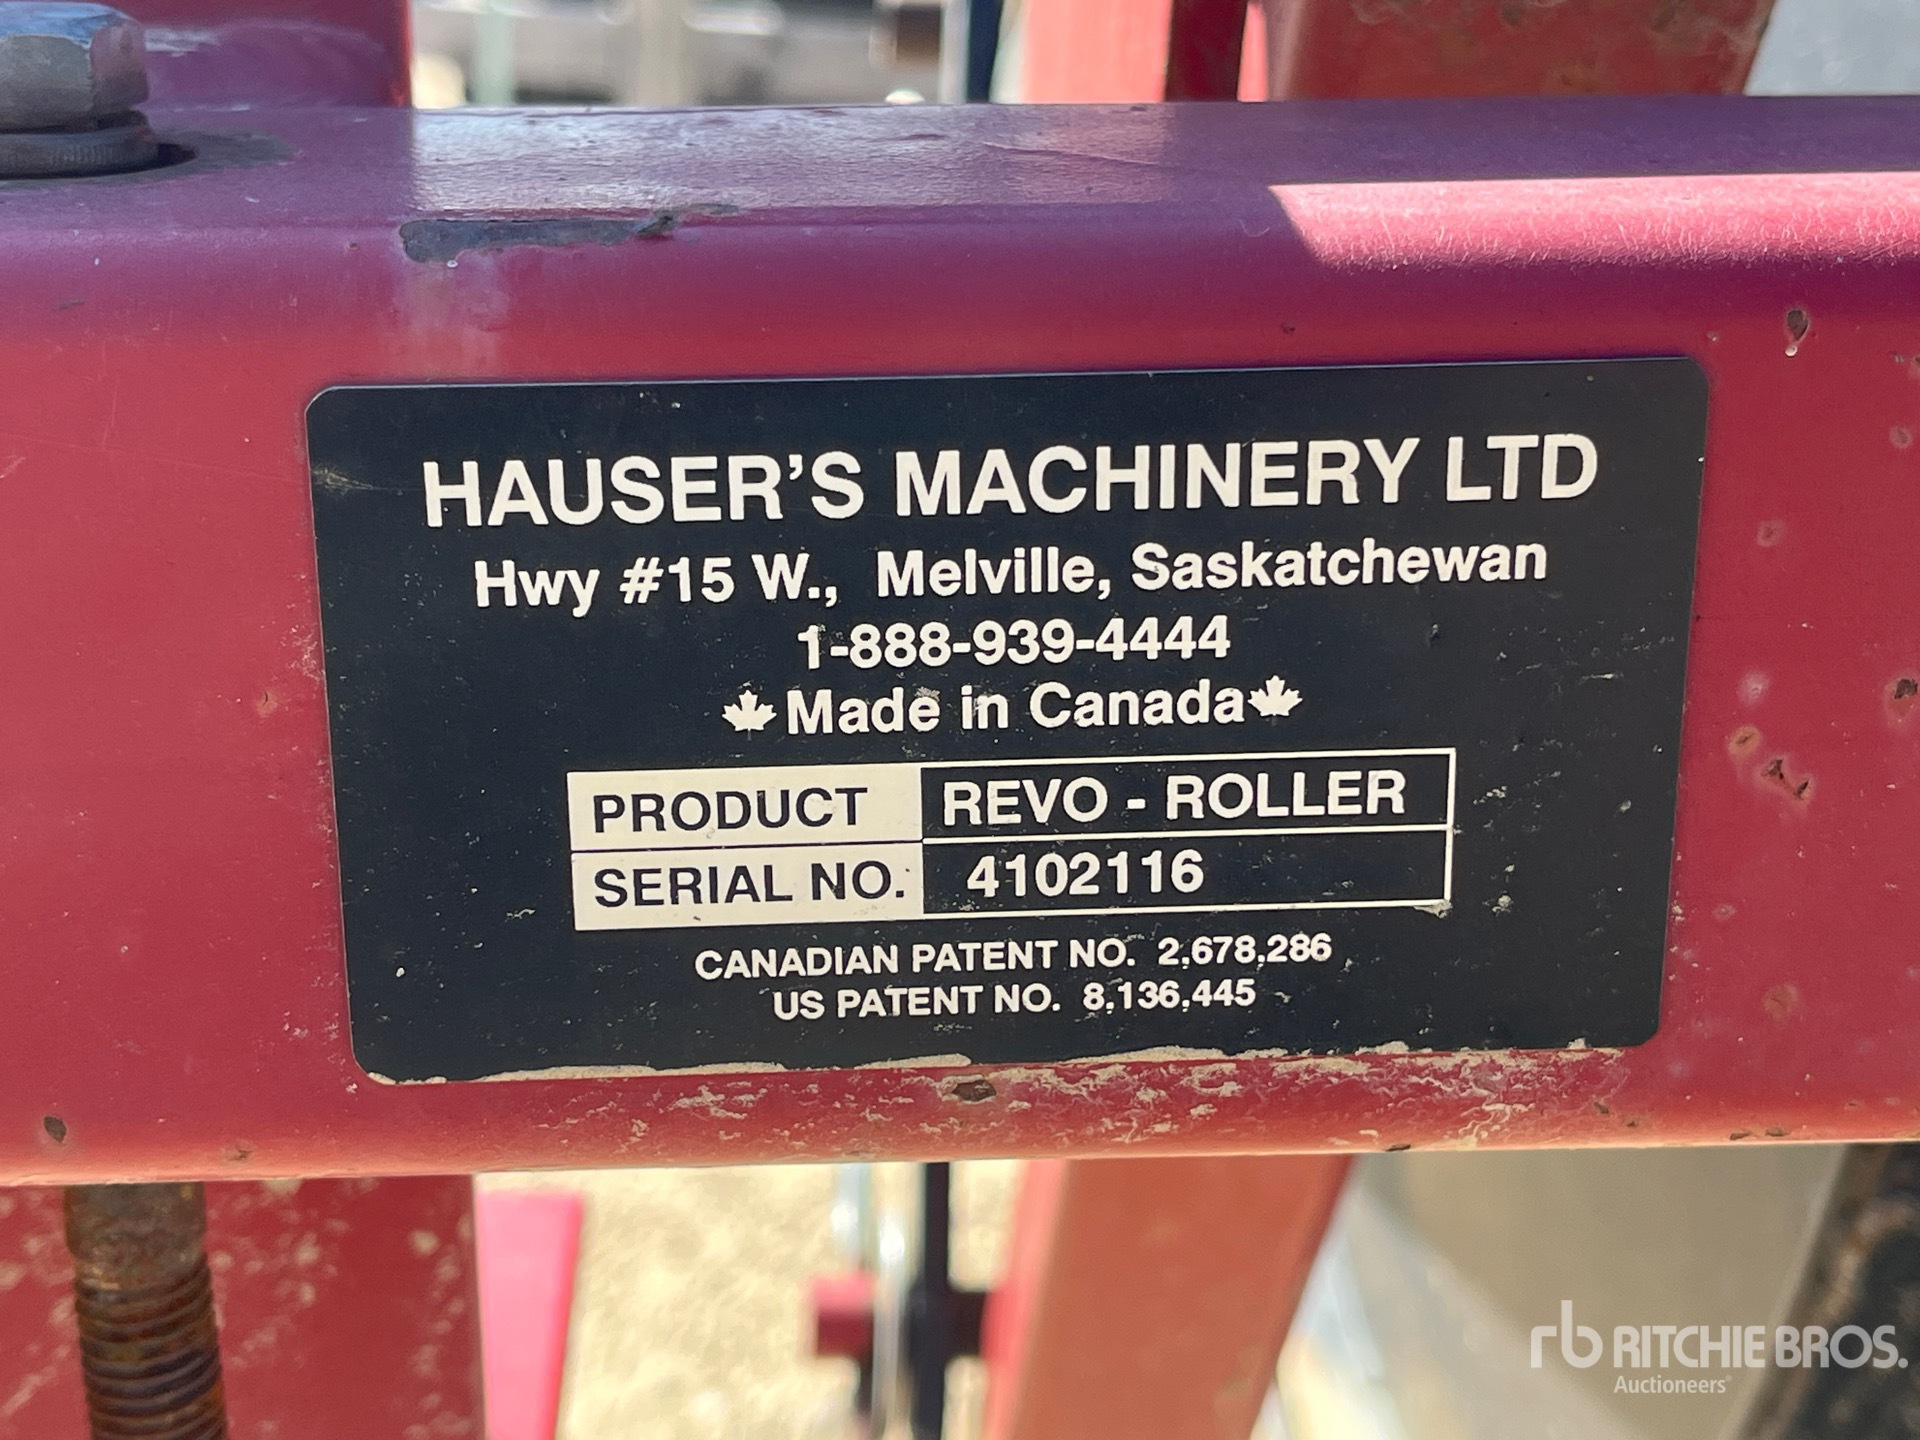 HAUSER'S MACHINERY LTD
Hwy #15 W., Melville, Saskatchewan
1-888-939-4444
Made in Canada
PRODUCT REVO - ROLLER
SERIAL NO. 4102116
CANADIAN PATENT NO. 2,678,286
US PATENT NO. 8,136,445
rb RITCHIE BROS.
Auctioneers